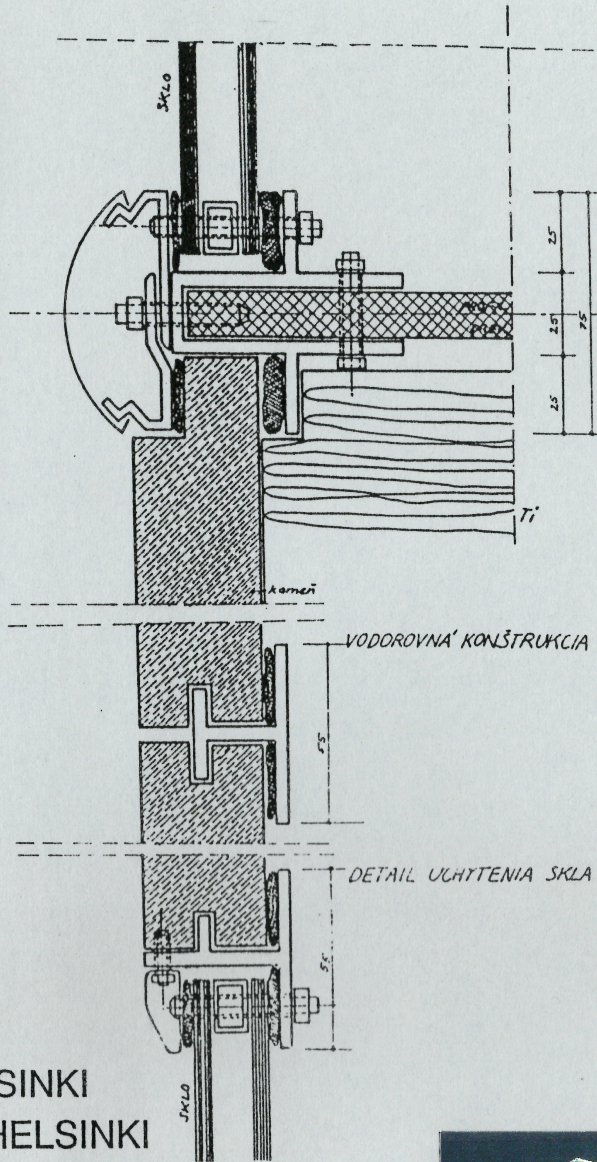 SKLO
25
25
25
75
Ti
kameň
VODOROVNÁ KONŠTRUKCIA
55
DETAIL UCHYTENIA SKLA
55
SKLO
SINKI
HELSINKI